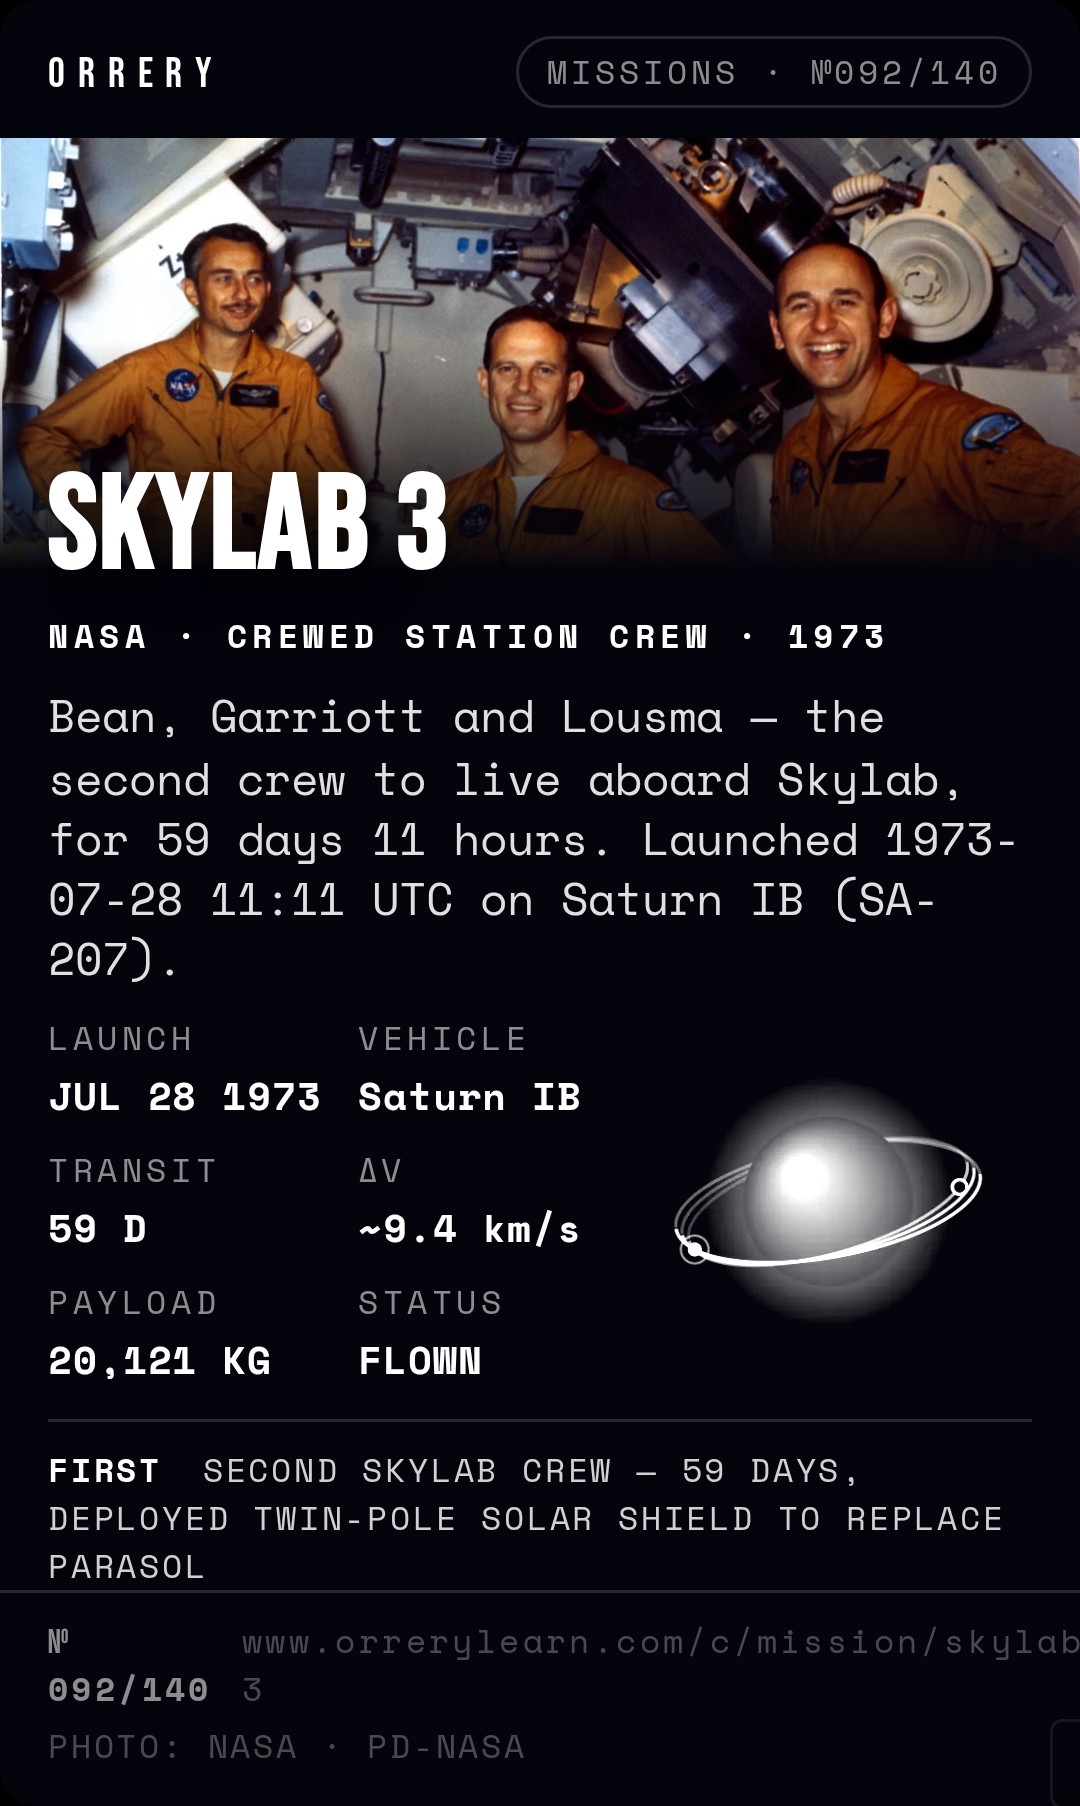 ORRERY
MISSIONS · №092/140
NASA
SKYLAB 3
NASA · CREWED STATION CREW · 1973
Bean, Garriott and Lousma — the
second crew to live aboard Skylab,
for 59 days 11 hours. Launched 1973-
07-28 11:11 UTC on Saturn IB (SA-
207).
LAUNCH VEHICLE
JUL 28 1973 Saturn IB
TRANSIT ΔV
59 D ~9.4 km/s
PAYLOAD STATUS
20,121 KG FLOWN
FIRST SECOND SKYLAB CREW — 59 DAYS,
DEPLOYED TWIN-POLE SOLAR SHIELD TO REPLACE
PARASOL
№ www.orrerylearn.com/c/mission/skylab
092/140 3
PHOTO: NASA · PD-NASA